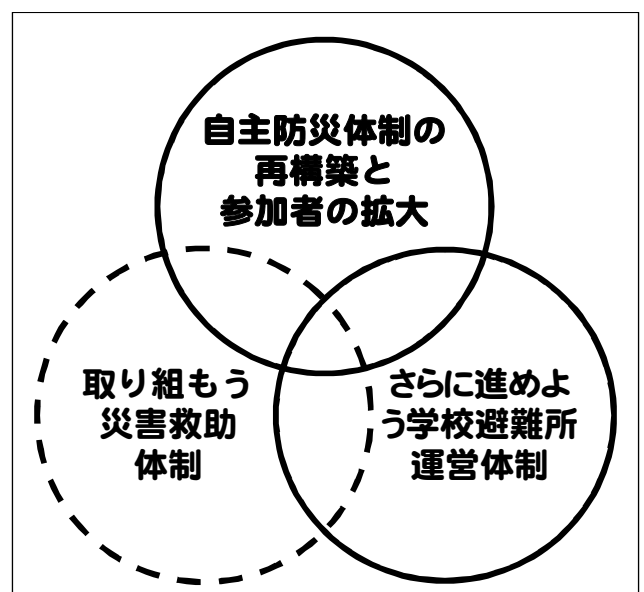 自主防災体制の
再構築と
参加者の拡大
取り組もう
災害救助
体制
さらに進めよ
う学校避難所
運営体制